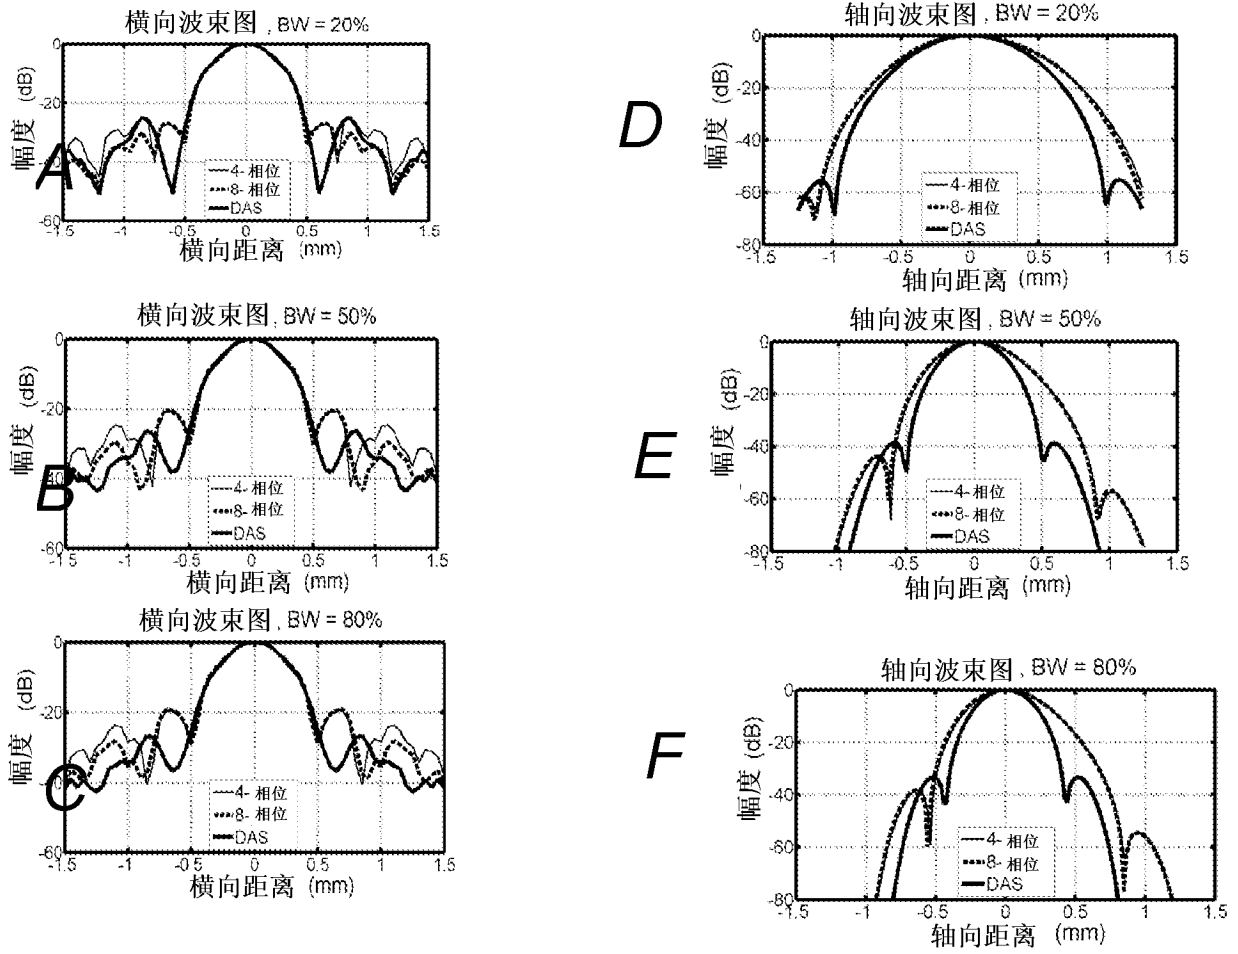 横向波束图, BW = 20%
幅度 (dB)
0
-20
-40
-60
A
4- 相位
8- 相位
DAS
-1.5 -1 -0.5 0 0.5 1 1.5
横向距离 (mm)
横向波束图, BW = 50%
幅度 (dB)
0
-20
-40
-60
B
4- 相位
8- 相位
DAS
-1.5 -1 -0.5 0 0.5 1 1.5
横向距离 (mm)
横向波束图, BW = 80%
幅度 (dB)
0
-20
-40
-60
C
4- 相位
8- 相位
DAS
-1.5 -1 -0.5 0 0.5 1 1.5
横向距离 (mm)
D
轴向波束图, BW = 20%
幅度 (dB)
0
-20
-40
-60
-80
4- 相位
8- 相位
DAS
-1.5 -1 -0.5 0 0.5 1 1.5
轴向距离 (mm)
E
轴向波束图, BW = 50%
幅度 (dB)
0
-20
-40
-60
-80
4- 相位
8- 相位
DAS
-1.5 -1 -0.5 0 0.5 1 1.5
轴向距离 (mm)
F
轴向波束图, BW = 80%
幅度 (dB)
0
-20
-40
-60
-80
4- 相位
8- 相位
DAS
-1.5 -1 -0.5 0 0.5 1 1.5
轴向距离 (mm)